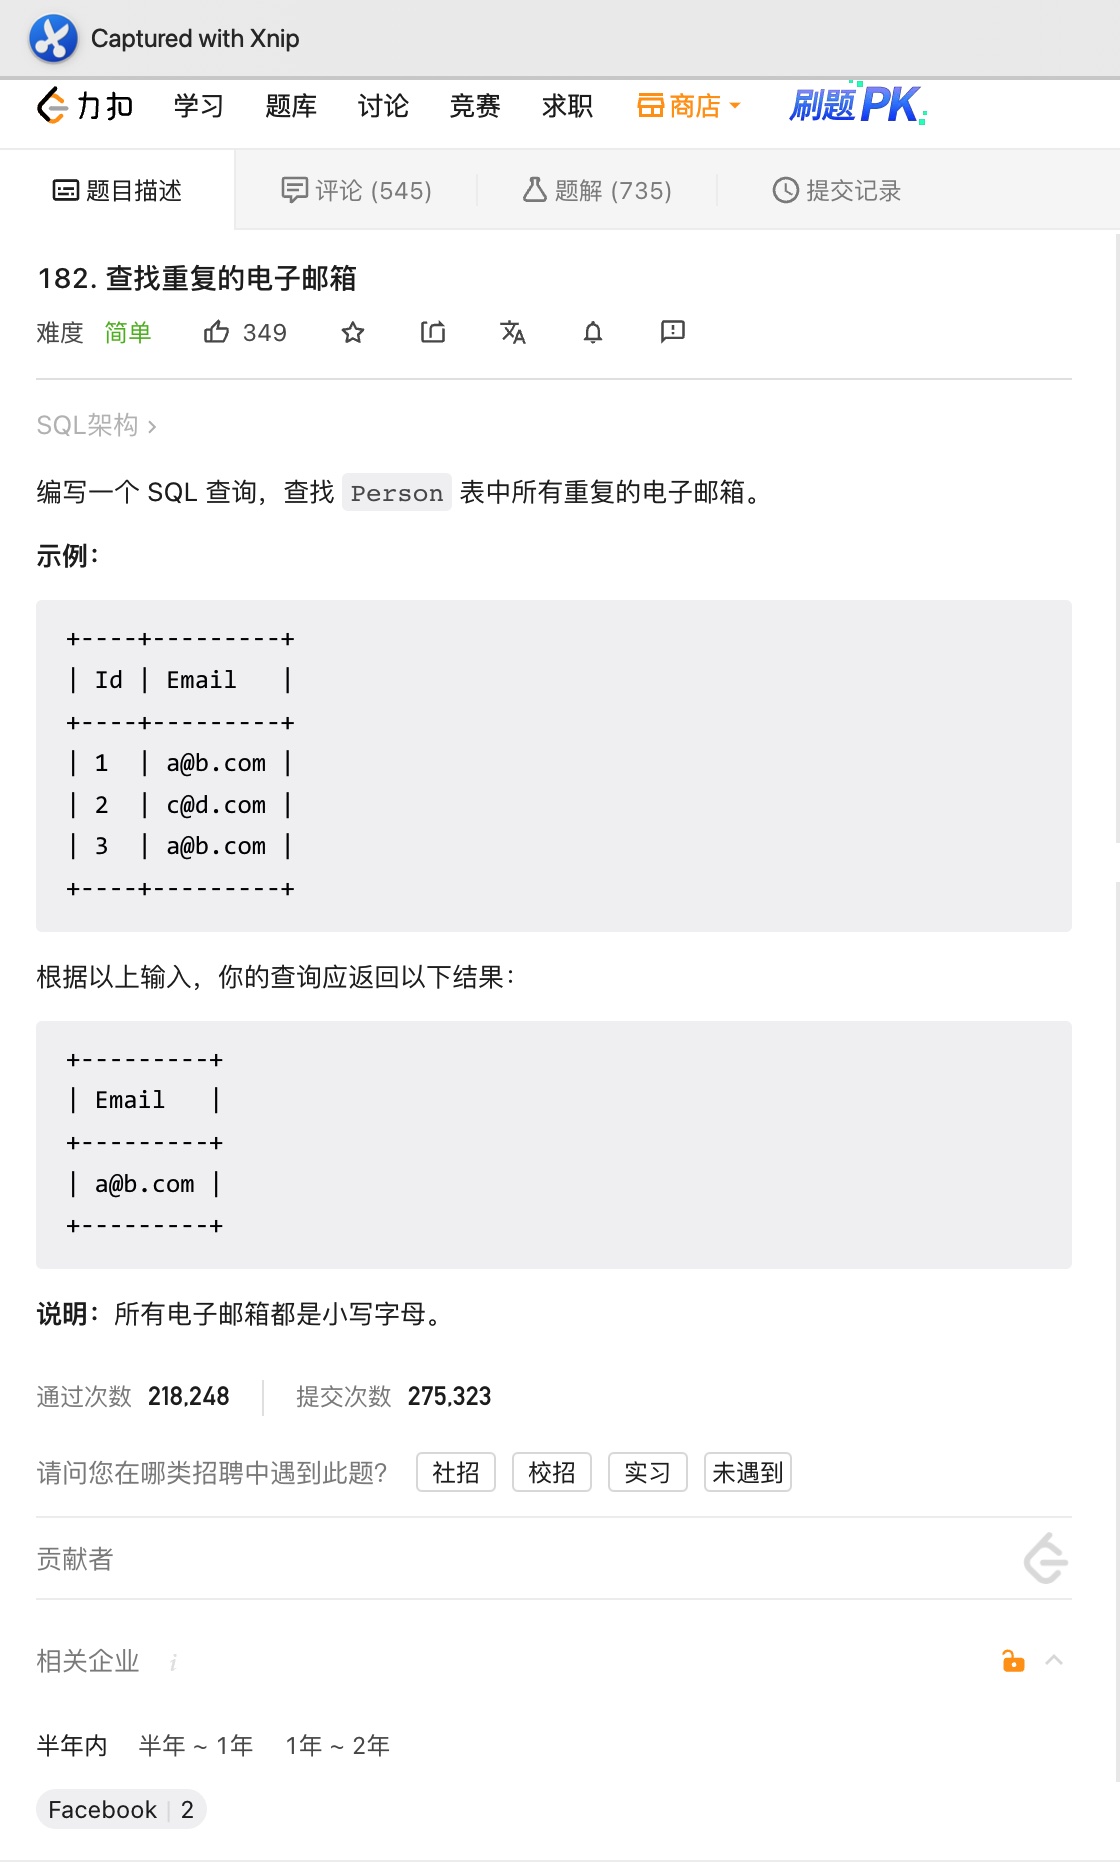 Captured with Xnip
力扣 学习 题库 讨论 竞赛 求职 商店 刷题PK
题目描述 评论 (545) 题解 (735) 提交记录
182. 查找重复的电子邮箱
难度 简单 349
SQL架构 >
编写一个 SQL 查询，查找 Person 表中所有重复的电子邮箱。
示例：
+----+---------+
| Id | Email   |
+----+---------+
| 1  | a@b.com |
| 2  | c@d.com |
| 3  | a@b.com |
+----+---------+
根据以上输入，你的查询应返回以下结果：
+---------+
| Email   |
+---------+
| a@b.com |
+---------+
说明：所有电子邮箱都是小写字母。
通过次数 218,248 提交次数 275,323
请问您在哪类招聘中遇到此题? 社招 校招 实习 未遇到
贡献者
相关企业 i
半年内 半年 ~ 1年 1年 ~ 2年
Facebook | 2